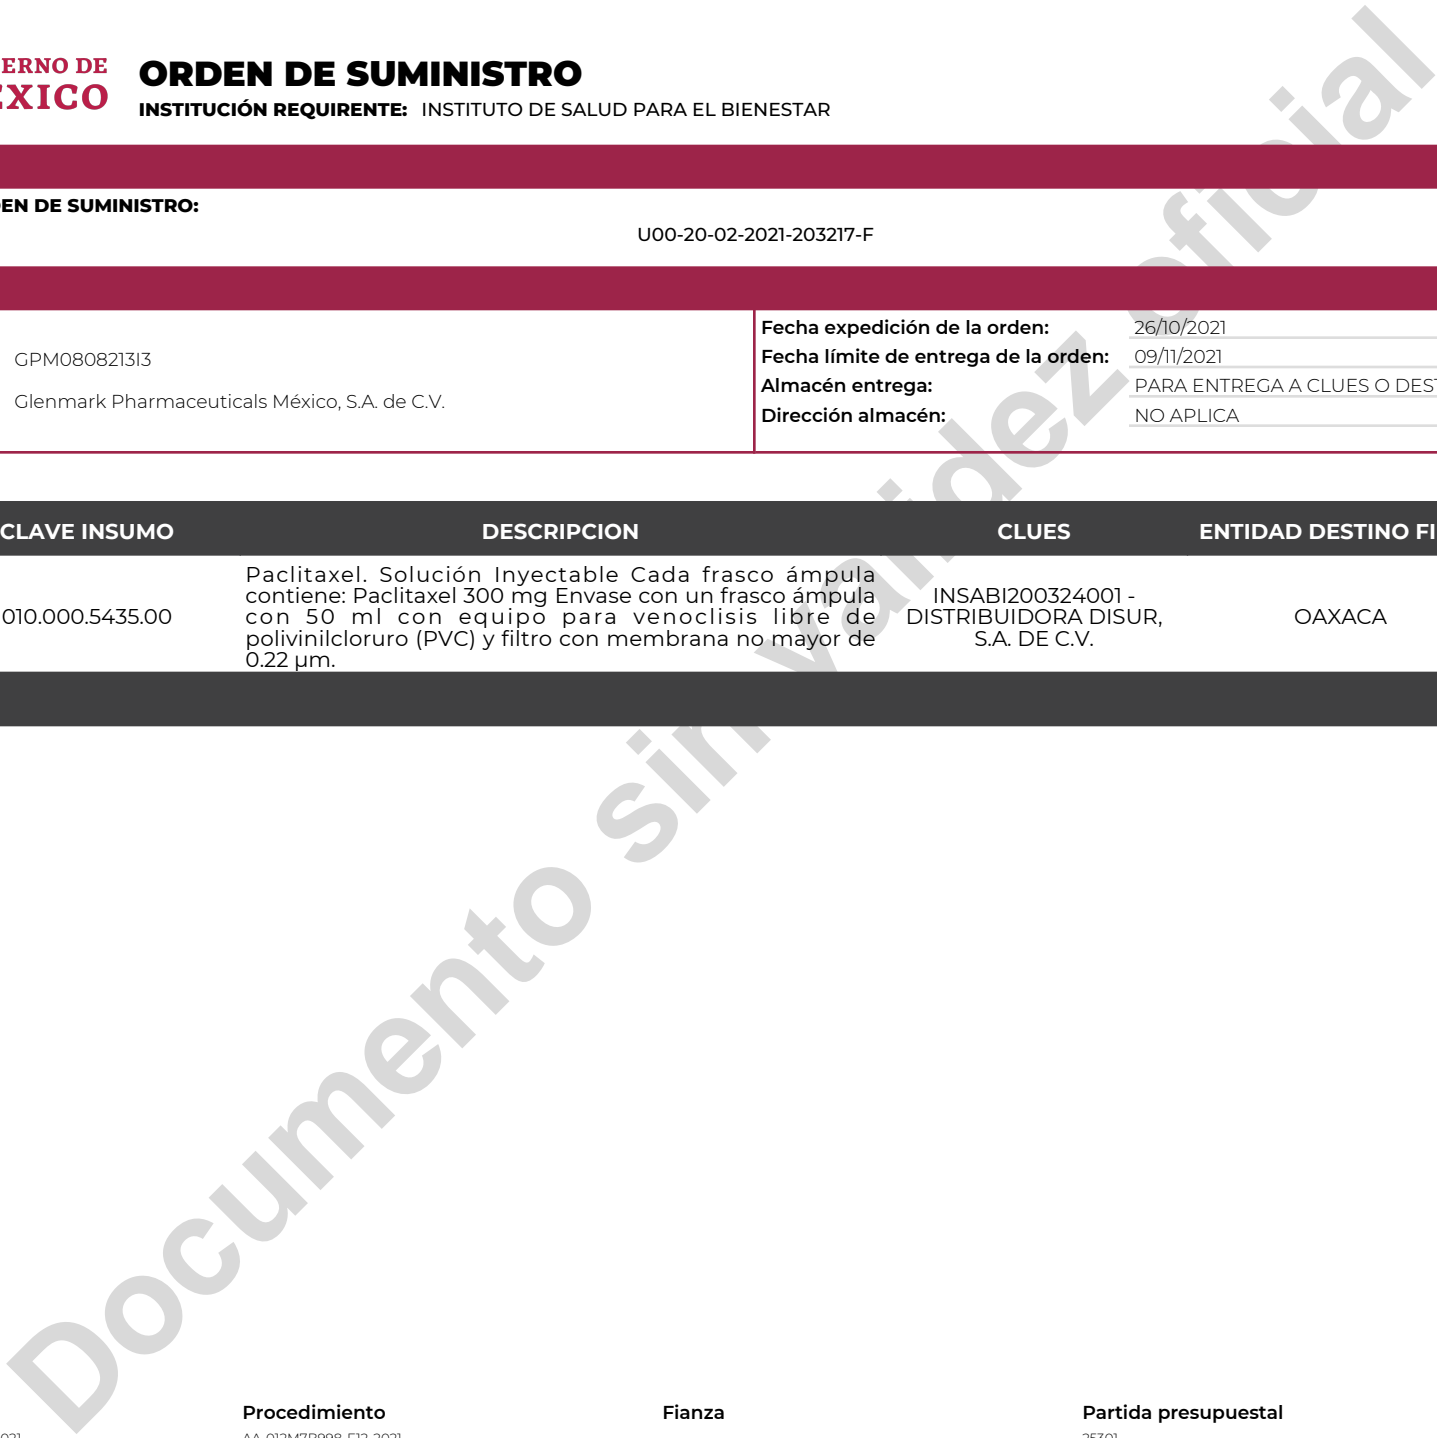 ERNO DE
ÉXICO
ORDEN DE SUMINISTRO
INSTITUCIÓN REQUIRENTE: INSTITUTO DE SALUD PARA EL BIENESTAR
EN DE SUMINISTRO:
U00-20-02-2021-203217-F
GPM0808213I3
Glenmark Pharmaceuticals México, S.A. de C.V.
Fecha expedición de la orden: 26/10/2021
Fecha límite de entrega de la orden: 09/11/2021
Almacén entrega: PARA ENTREGA A CLUES O DEST
Dirección almacén: NO APLICA
CLAVE INSUMO DESCRIPCION CLUES ENTIDAD DESTINO FI
010.000.5435.00
Paclitaxel. Solución Inyectable Cada frasco ámpula
contiene: Paclitaxel 300 mg Envase con un frasco ámpula
con 50 ml con equipo para venoclisis libre de
polivinilcloruro (PVC) y filtro con membrana no mayor de
0.22 µm.
INSABI200324001 -
DISTRIBUIDORA DISUR,
S.A. DE C.V.
OAXACA
Documento sin validez oficial
Procedimiento Fianza Partida presupuestal